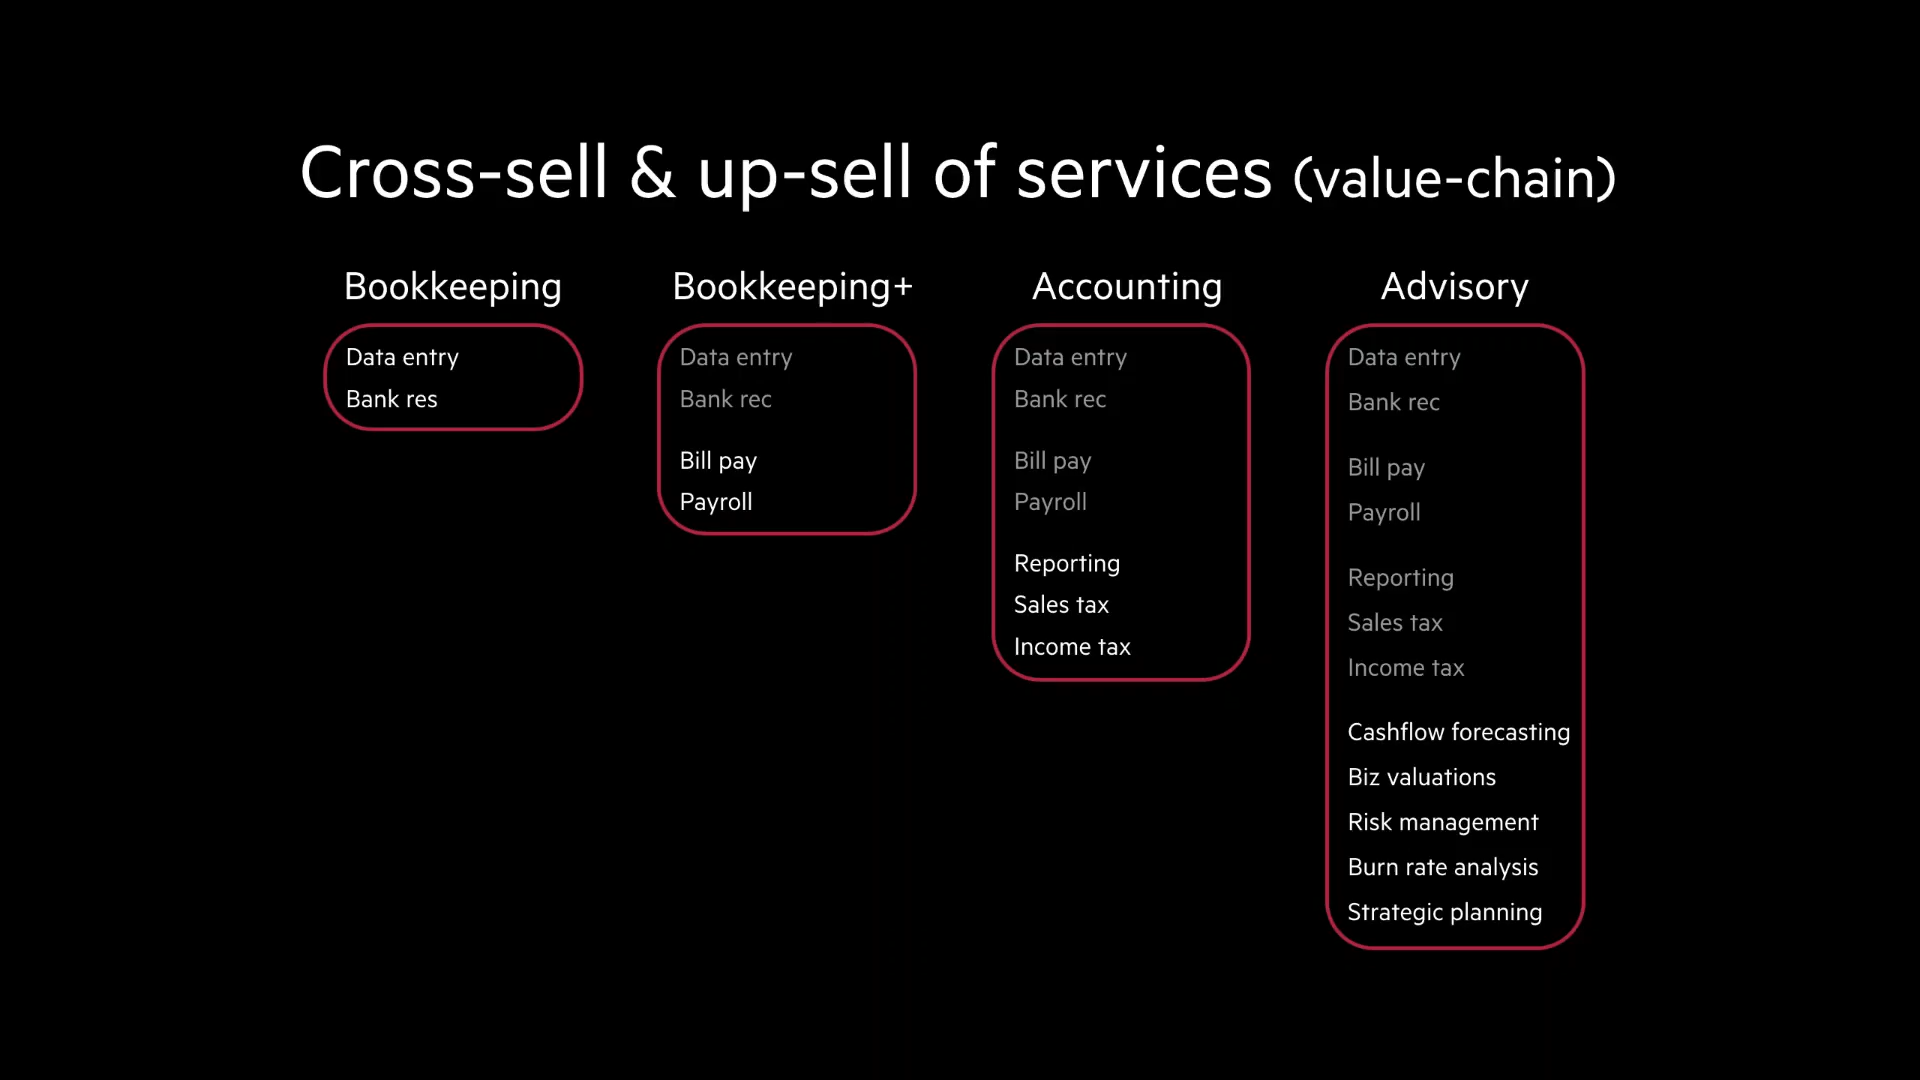 Cross-sell & up-sell of services (value-chain)
Bookkeeping
Data entry
Bank res
Bookkeeping+
Data entry
Bank rec
Bill pay
Payroll
Accounting
Data entry
Bank rec
Bill pay
Payroll
Reporting
Sales tax
Income tax
Advisory
Data entry
Bank rec
Bill pay
Payroll
Reporting
Sales tax
Income tax
Cashflow forecasting
Biz valuations
Risk management
Burn rate analysis
Strategic planning